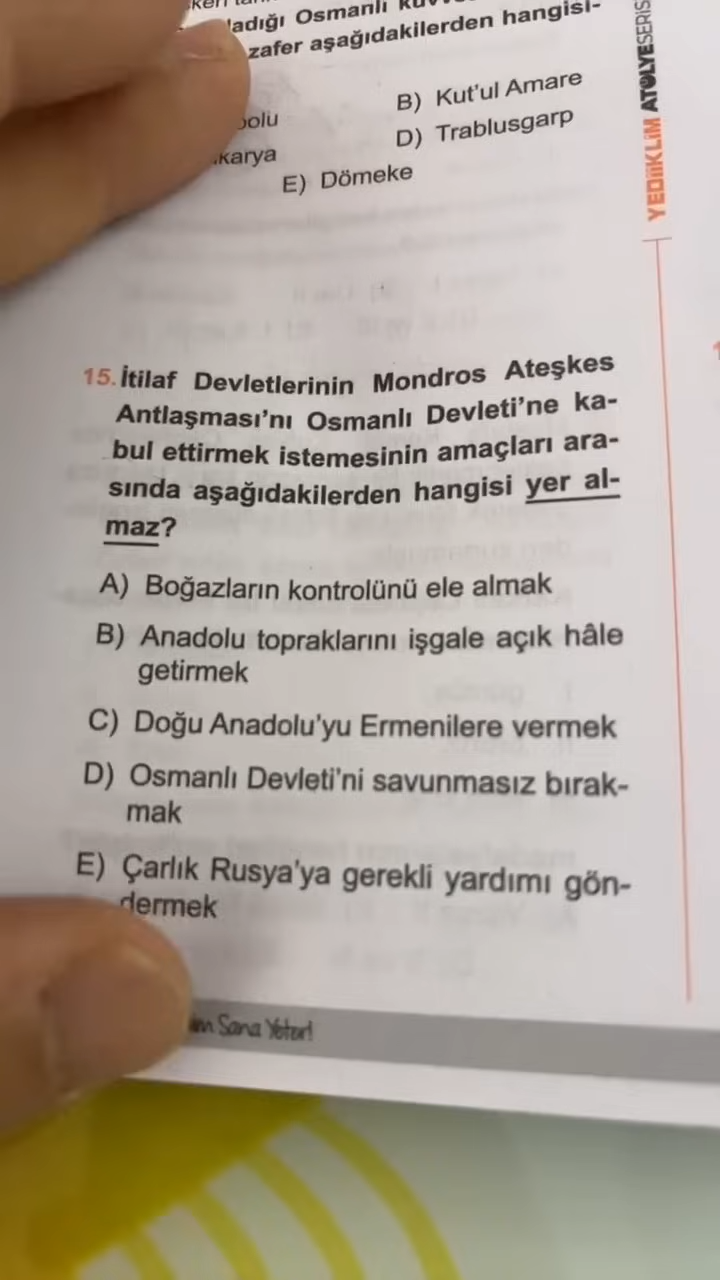 ladığı Osmanlı
zafer aşağıdakilerden hangisi-
B) Kut'ul Amare
D) Trablusgarp
E) Dömeke
YEDİİKLİM ATÖLYESERİS
15. İtilaf Devletlerinin Mondros Ateşkes
Antlaşması'nı Osmanlı Devleti'ne ka-
bul ettirmek istemesinin amaçları ara-
sında aşağıdakilerden hangisi yer al-
maz?
A) Boğazların kontrolünü ele almak
B) Anadolu topraklarını işgale açık hâle
getirmek
C) Doğu Anadolu'yu Ermenilere vermek
D) Osmanlı Devleti'ni savunmasız bırak-
mak
E) Çarlık Rusya'ya gerekli yardımı gön-
dermek
Sana Yeter!